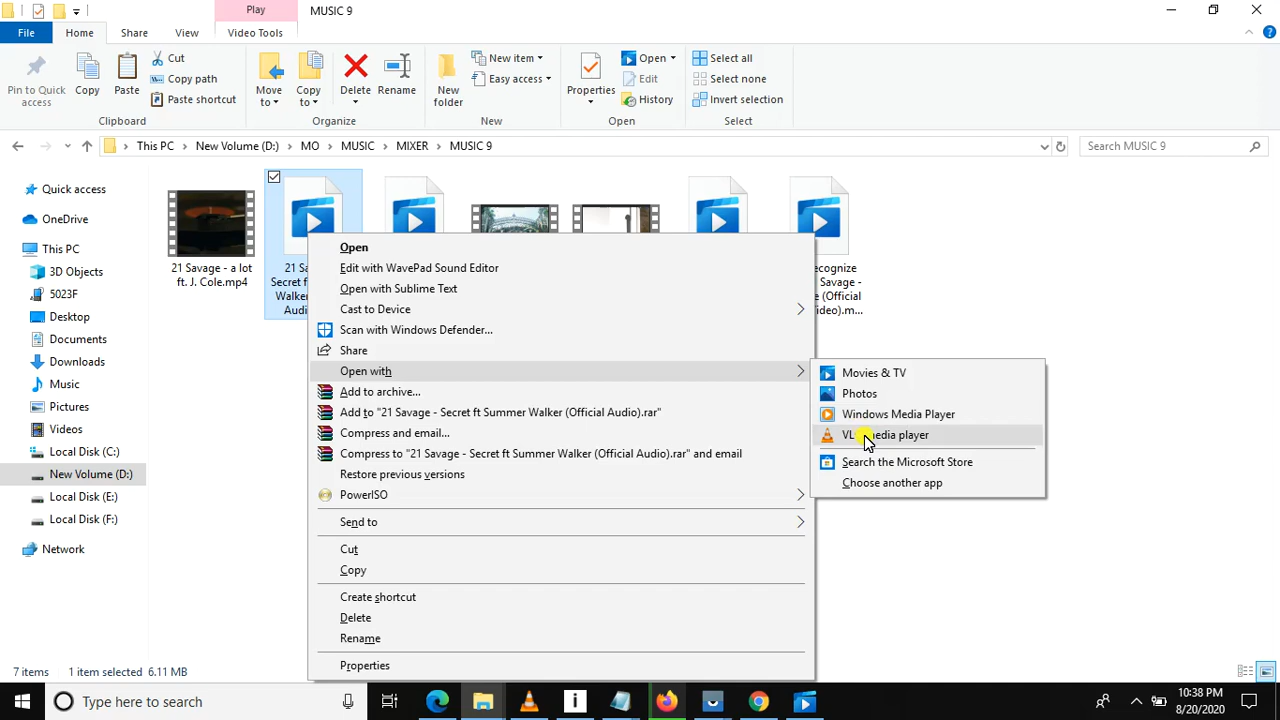 Play
MUSIC 9
File
Home
Share
View
Video Tools
Pin to Quick
access
Copy
Paste
Cut
Copy path
Paste shortcut
Clipboard
Move
to
Copy
to
Delete
Rename
Organize
New
folder
New item
Easy access
New
Properties
Open
Edit
History
Open
Select all
Select none
Invert selection
Select
This PC
New Volume (D:)
MO
MUSIC
MIXER
MUSIC 9
Search MUSIC 9
Quick access
OneDrive
This PC
3D Objects
5023F
Desktop
Documents
Downloads
Music
Pictures
Videos
Local Disk (C:)
New Volume (D:)
Local Disk (E:)
Local Disk (F:)
Network
21 Savage - a lot
ft. J. Cole.mp4
21 Sa
Secret f
Walker
Audi
ecognize
Savage -
e (Official
Video).m...
Open
Edit with WavePad Sound Editor
Open with Sublime Text
Cast to Device
Scan with Windows Defender...
Share
Open with
Add to archive...
Add to "21 Savage - Secret ft Summer Walker (Official Audio).rar"
Compress and email...
Compress to "21 Savage - Secret ft Summer Walker (Official Audio).rar" and email
Restore previous versions
PowerISO
Send to
Cut
Copy
Create shortcut
Delete
Rename
Properties
Movies & TV
Photos
Windows Media Player
VL media player
Search the Microsoft Store
Choose another app
7 items
1 item selected 6.11 MB
Type here to search
10:38 PM
8/20/2020